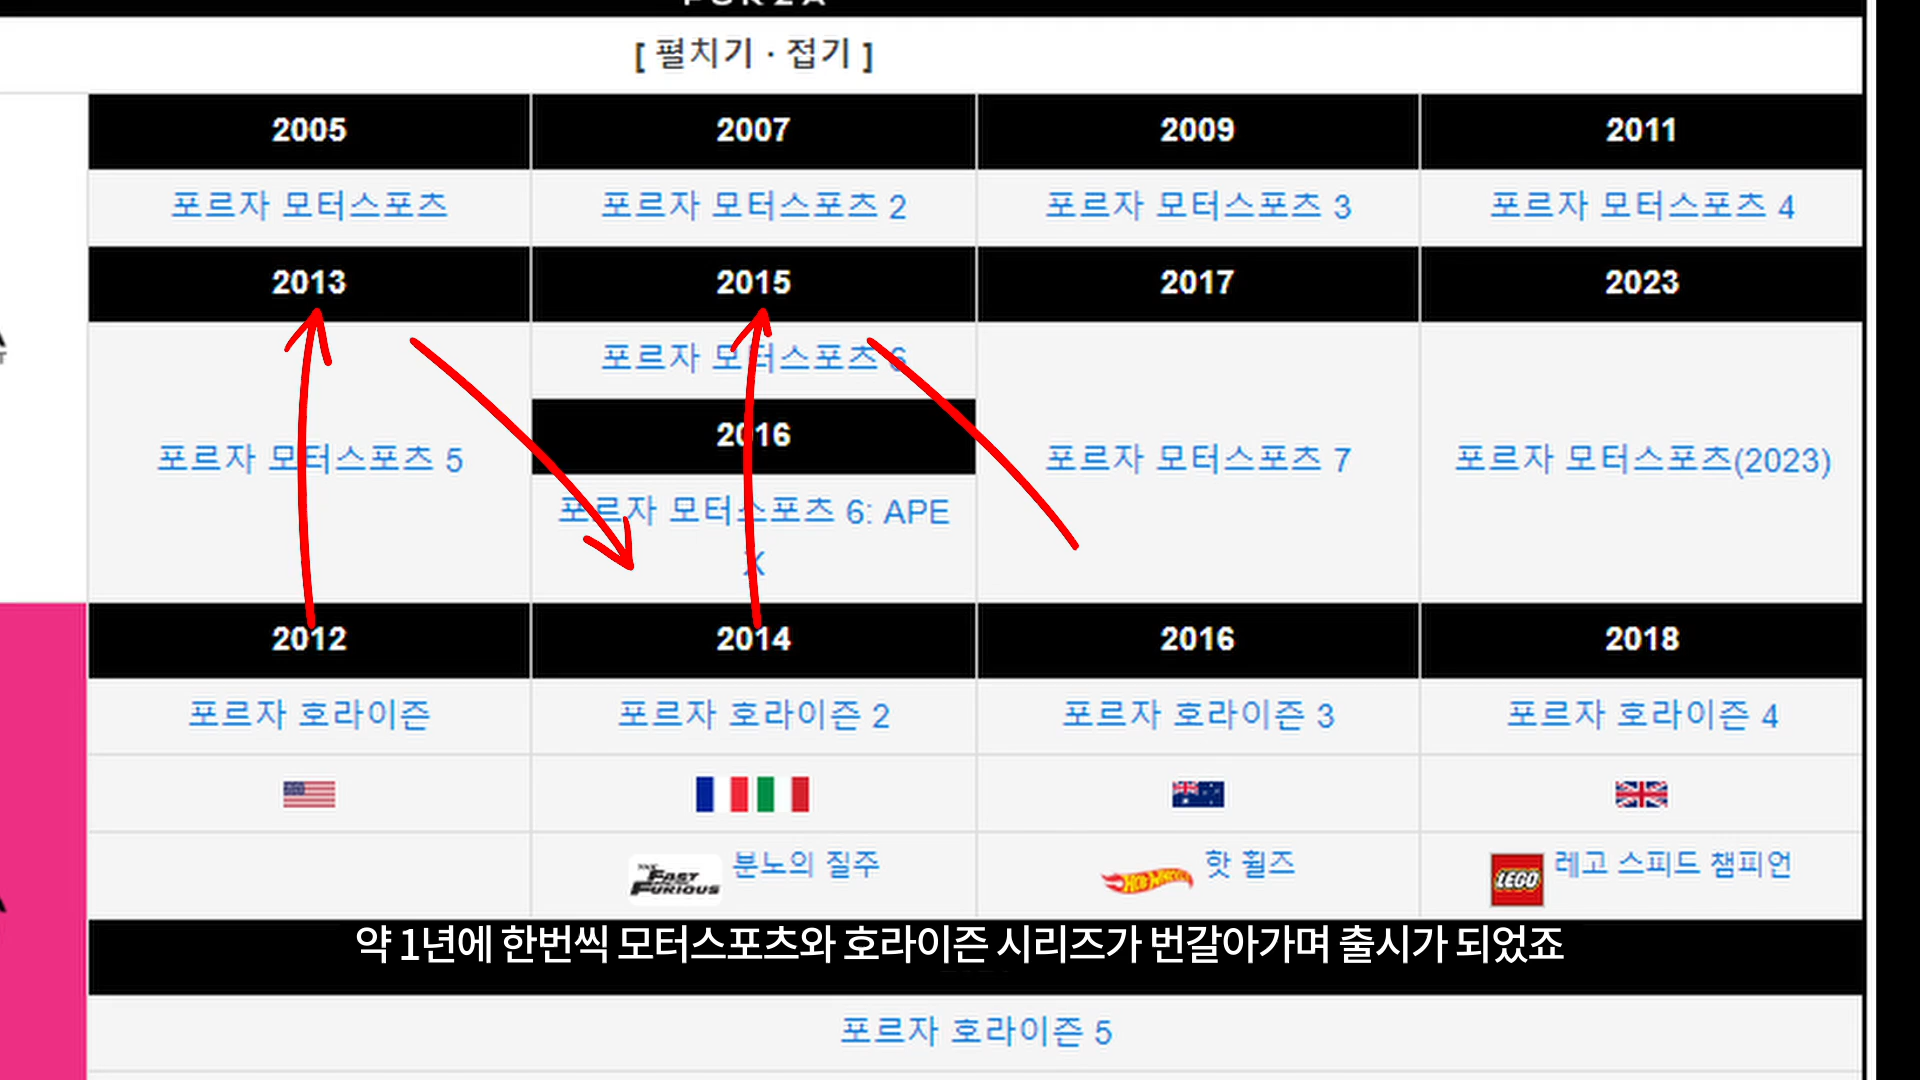 FORZA
[ 펼치기 · 접기 ]
2005 2007 2009 2011
포르자 모터스포츠 포르자 모터스포츠 2 포르자 모터스포츠 3 포르자 모터스포츠 4
2013 2015 2017 2023
포르자 모터스포츠 6
2016
포르자 모터스포츠 5 포르자 모터스포츠 7 포르자 모터스포츠(2023)
포르자 모터스포츠 6: APE
X
2012 2014 2016 2018
포르자 호라이즌 포르자 호라이즌 2 포르자 호라이즌 3 포르자 호라이즌 4
FAST FURIOUS 분노의 질주 HOT WHEELS 핫 휠즈 LEGO 레고 스피드 챔피언
약 1년에 한번씩 모터스포츠와 호라이즌 시리즈가 번갈아가며 출시가 되었죠
포르자 호라이즌 5